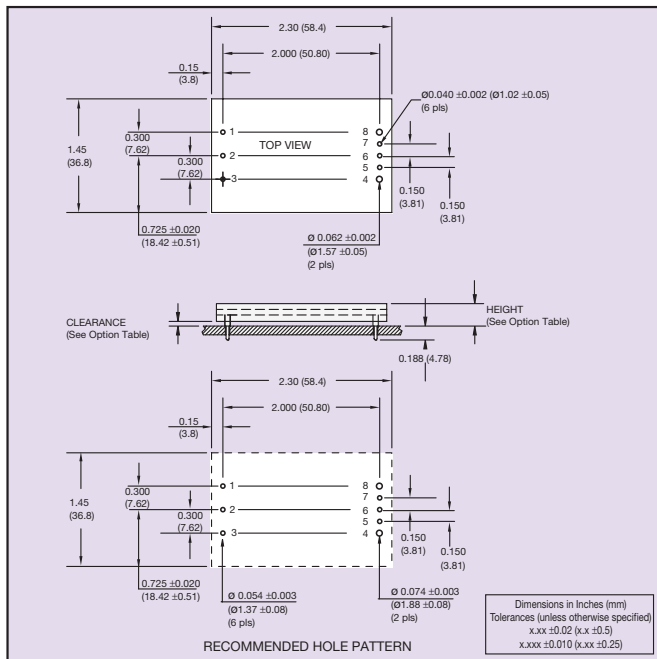 2.30 (58.4)
2.000 (50.80)
0.15
(3.8)
Ø0.040 ±0.002 (Ø1.02 ±0.05)
(6 pls)
1.45
(36.8)
0.300
(7.62)
0.300
(7.62)
1
2
3
TOP VIEW
8
7
6
5
4
0.150
(3.81)
0.150
(3.81)
0.725 ±0.020
(18.42 ±0.51)
Ø 0.062 ±0.002
(Ø1.57 ±0.05)
(2 pls)
CLEARANCE
(See Option Table)
HEIGHT
(See Option Table)
0.188 (4.78)
2.30 (58.4)
2.000 (50.80)
0.15
(3.8)
1.45
(36.8)
0.300
(7.62)
0.300
(7.62)
1
2
3
8
7
6
5
4
0.150
(3.81)
0.150
(3.81)
0.725 ±0.020
(18.42 ±0.51)
Ø 0.054 ±0.003
(Ø1.37 ±0.08)
(6 pls)
Ø 0.074 ±0.003
(Ø1.88 ±0.08)
(2 pls)
RECOMMENDED HOLE PATTERN
Dimensions in Inches (mm)
Tolerances (unless otherwise specified)
x.xx ±0.02 (x.x ±0.5)
x.xxx ±0.010 (x.xx ±0.25)